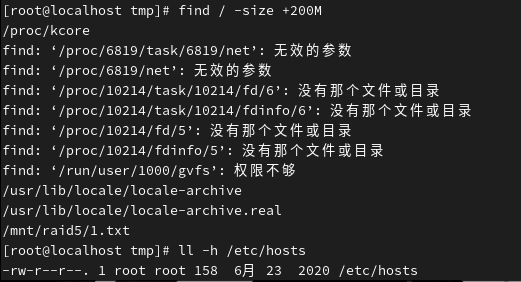 [root@localhost tmp]# find / -size +200M
/proc/kcore
find: ‘/proc/6819/task/6819/net’: 无效的参数
find: ‘/proc/6819/net’: 无效的参数
find: ‘/proc/10214/task/10214/fd/6’: 没有那个文件或目录
find: ‘/proc/10214/task/10214/fdinfo/6’: 没有那个文件或目录
find: ‘/proc/10214/fd/5’: 没有那个文件或目录
find: ‘/proc/10214/fdinfo/5’: 没有那个文件或目录
find: ‘/run/user/1000/gvfs’: 权限不够
/usr/lib/locale/locale-archive
/usr/lib/locale/locale-archive.real
/mnt/raid5/1.txt
[root@localhost tmp]# ll -h /etc/hosts
-rw-r--r--. 1 root root 158  6月 23  2020 /etc/hosts